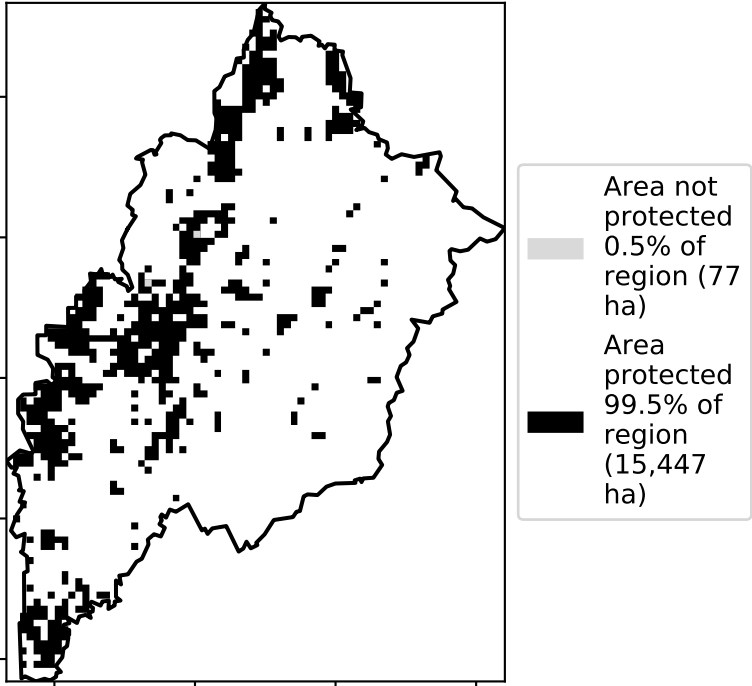 Area not
protected
0.5% of
region (77
ha)
Area
protected
99.5% of
region
(15,447
ha)